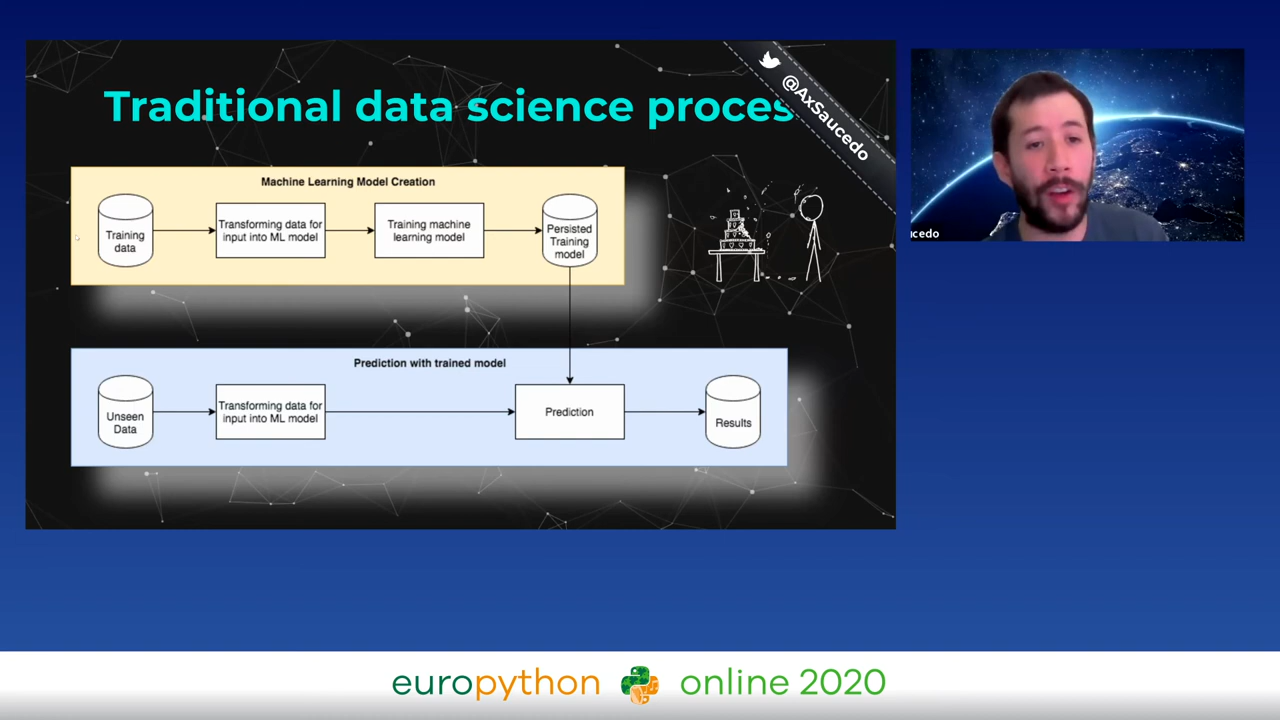 Traditional data science proces
@AxSaucedo
Machine Learning Model Creation
Training
data
Transforming data for
input into ML model
Training machine
learning model
Persisted
Training
model
Prediction with trained model
Unseen
Data
Transforming data for
input into ML model
Prediction
Results
ucedo
europython online 2020